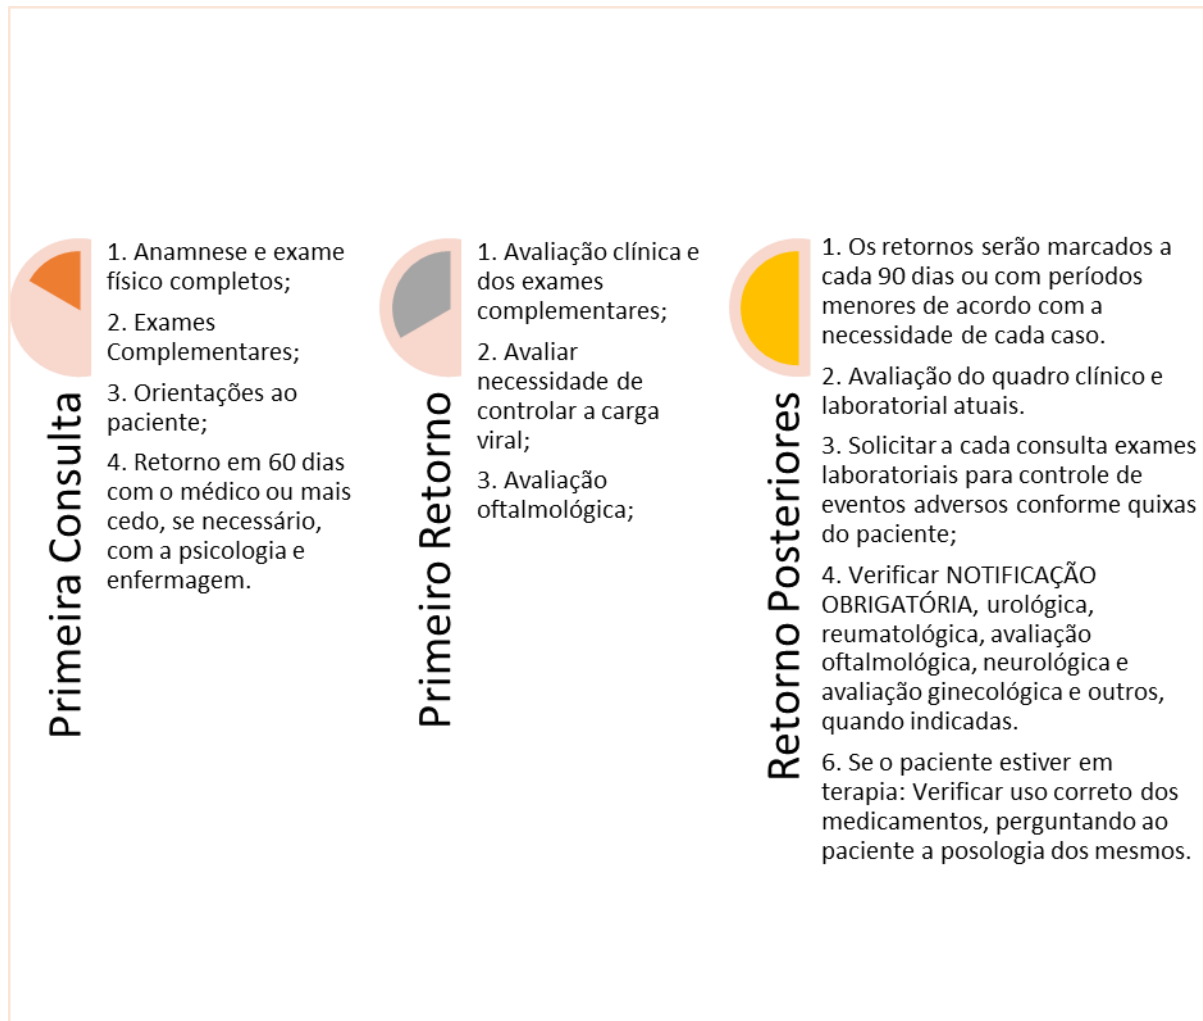 Primeira Consulta
1. Anamnese e exame
físico completos;
2. Exames
Complementares;
3. Orientações ao
paciente;
4. Retorno em 60 dias
com o médico ou mais
cedo, se necessário,
com a psicologia e
enfermagem.
Primeiro Retorno
1. Avaliação clínica e
dos exames
complementares;
2. Avaliar
necessidade de
controlar a carga
viral;
3. Avaliação
oftalmológica;
Retorno Posteriores
1. Os retornos serão marcados a
cada 90 dias ou com períodos
menores de acordo com a
necessidade de cada caso.
2. Avaliação do quadro clínico e
laboratorial atuais.
3. Solicitar a cada consulta exames
laboratoriais para controle de
eventos adversos conforme quixas
do paciente;
4. Verificar NOTIFICAÇÃO
OBRIGATÓRIA, urológica,
reumatológica, avaliação
oftalmológica, neurológica e
avaliação ginecológica e outros,
quando indicadas.
6. Se o paciente estiver em
terapia: Verificar uso correto dos
medicamentos, perguntando ao
paciente a posologia dos mesmos.